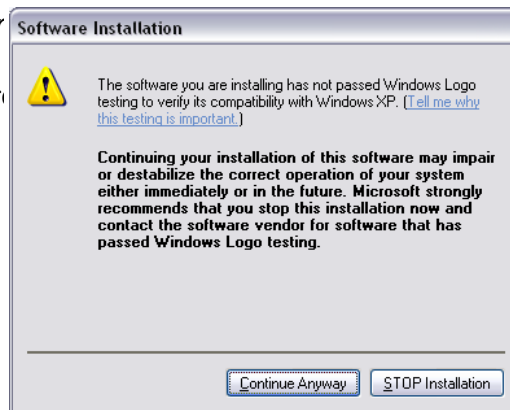 Software Installation
The software you are installing has not passed Windows Logo
testing to verify its compatibility with Windows XP. (Tell me why
this testing is important.)
Continuing your installation of this software may impair
or destabilize the correct operation of your system
either immediately or in the future. Microsoft strongly
recommends that you stop this installation now and
contact the software vendor for software that has
passed Windows Logo testing.
Continue Anyway STOP Installation